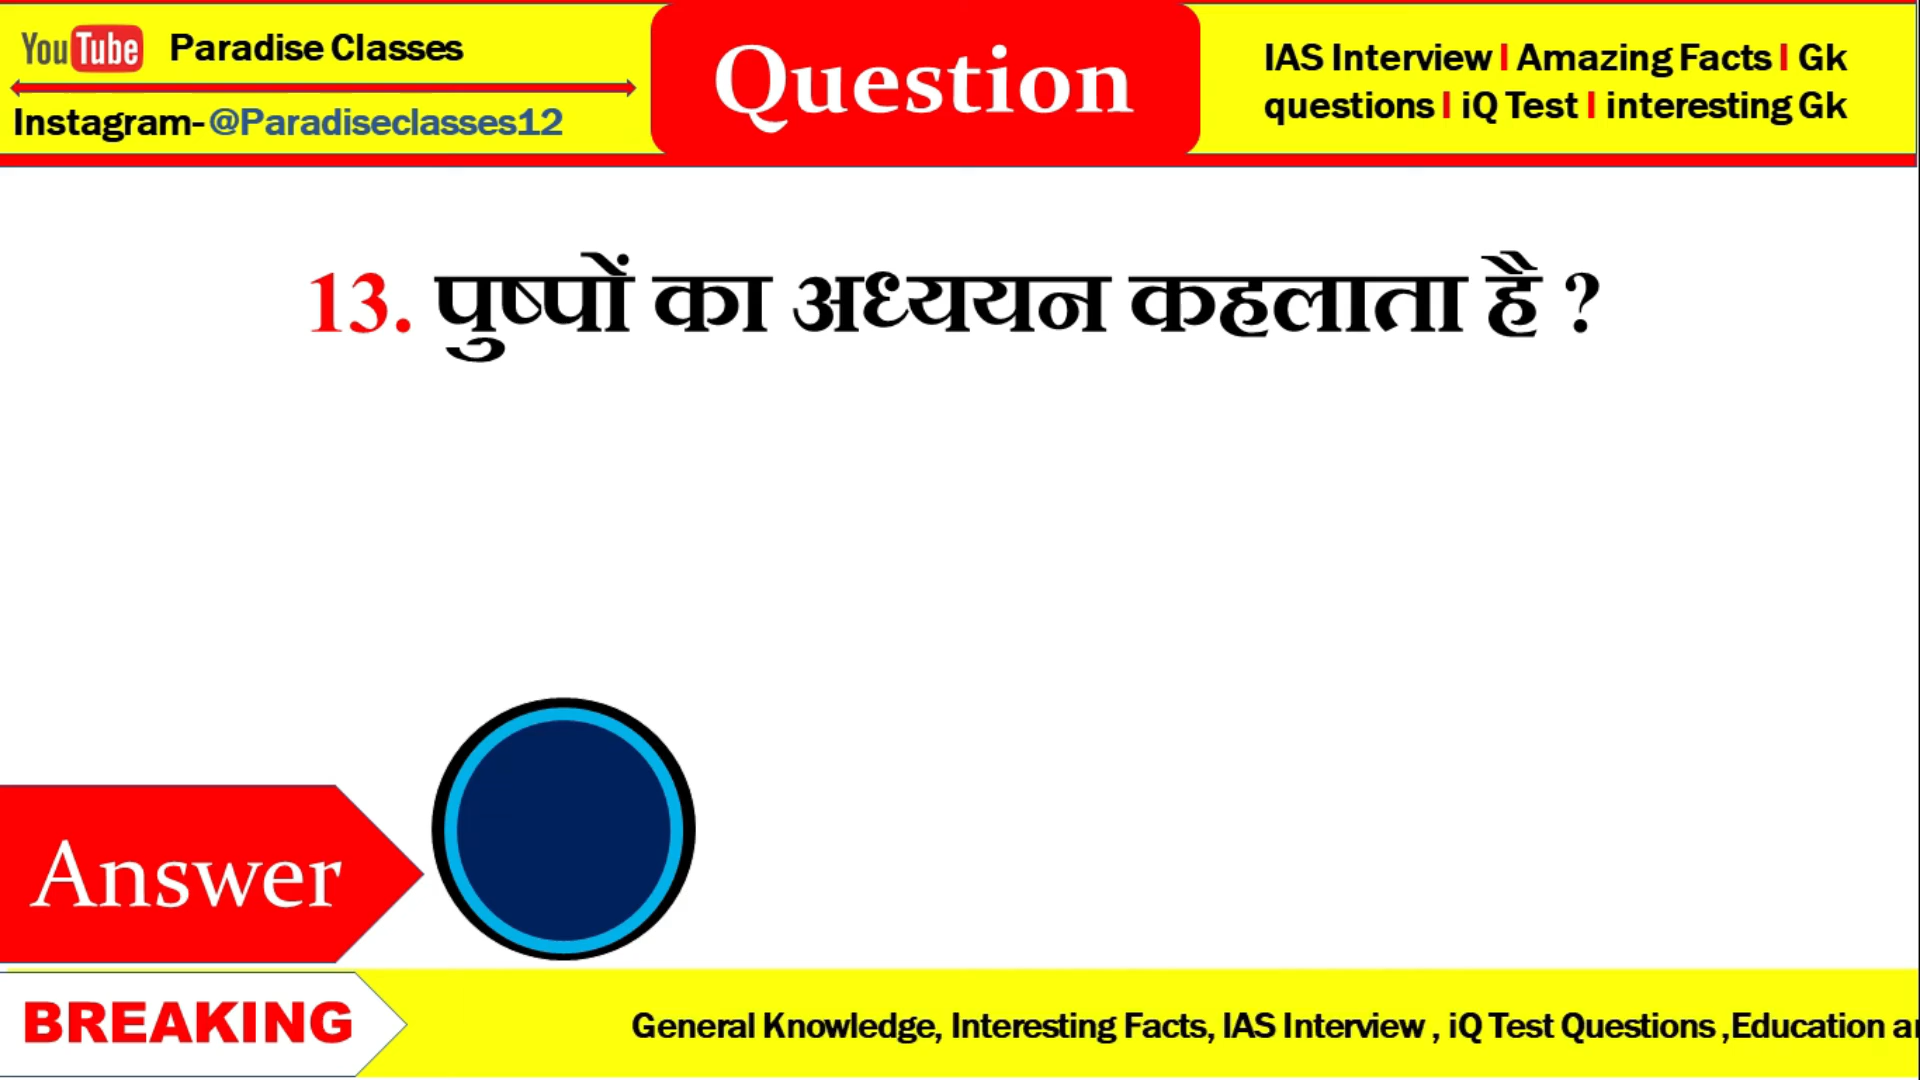 YouTube Paradise Classes
Instagram- @Paradiseclasses12
Question
IAS Interview I Amazing Facts I Gk
questions I iQ Test I interesting Gk
13. पुष्पों का अध्ययन कहलाता है ?
Answer
BREAKING
General Knowledge, Interesting Facts, IAS Interview , iQ Test Questions ,Education